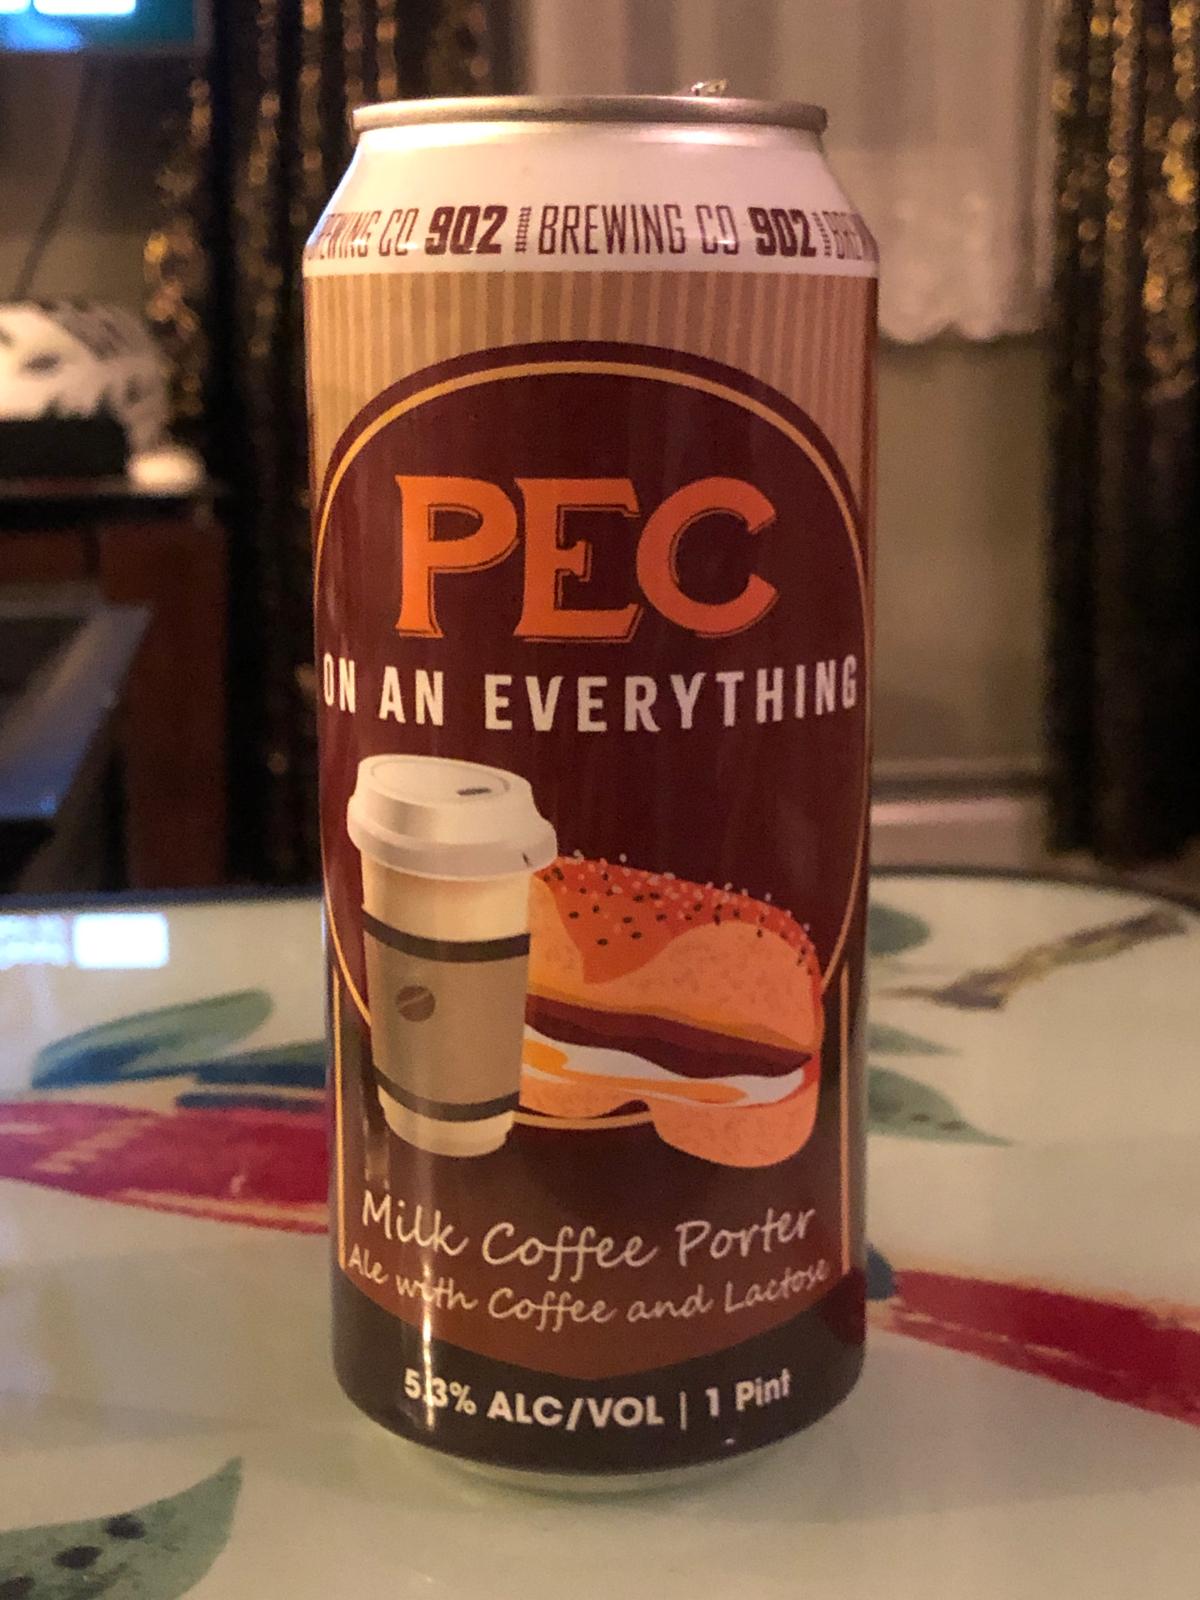 BREWING CO 902 BREWING CO 902
PEC
ON AN EVERYTHING
Milk Coffee Porter
Ale with Coffee and Lactose
5.3% ALC/VOL | 1 Pint